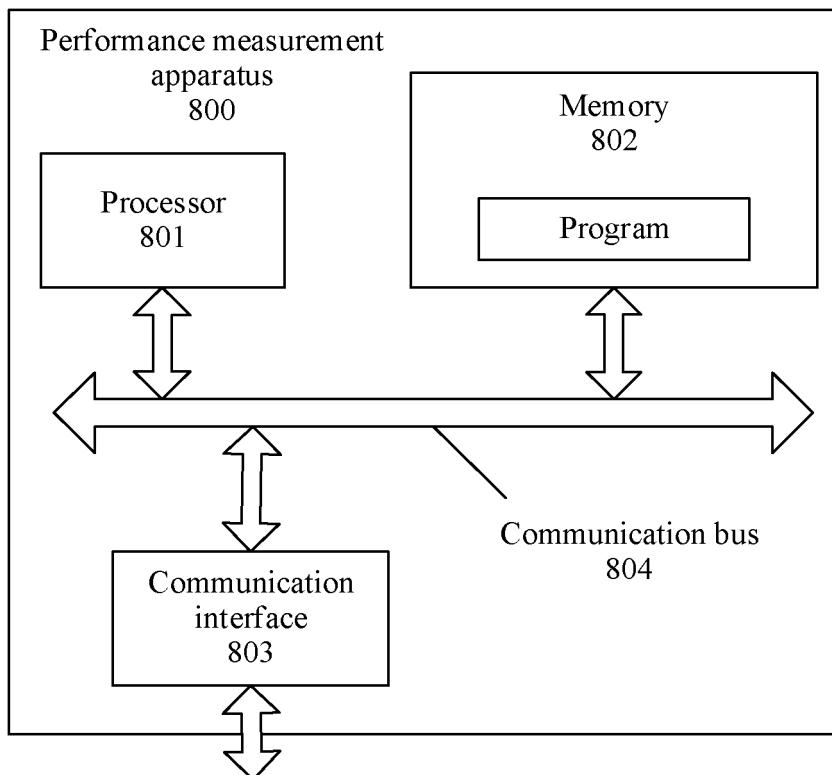 Performance measurement
apparatus
800
Memory
802
Processor
801
Program
Communication bus
804
Communication
interface
803